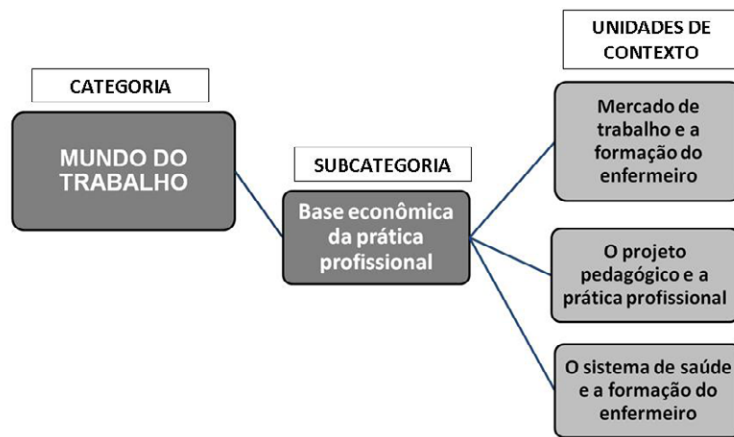 CATEGORIA
MUNDO DO
TRABALHO
SUBCATEGORIA
Base econômica
da prática
profissional
UNIDADES DE
CONTEXTO
Mercado de
trabalho e a
formação do
enfermeiro
O projeto
pedagógico e a
prática profissional
O sistema de saúde
e a formação do
enfermeiro